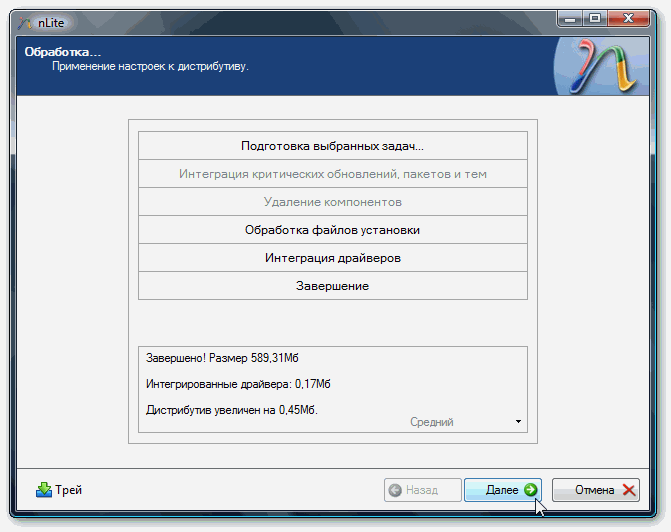 nLite
Обработка...
Применение настроек к дистрибутиву.
Подготовка выбранных задач...
Интеграция критических обновлений, пакетов и тем
Удаление компонентов
Обработка файлов установки
Интеграция драйверов
Завершение
Завершено! Размер 589,31Мб
Интегрированные драйвера: 0,17Мб
Дистрибутив увеличен на 0,45Мб.
Средний
Трей
Назад
Далее
Отмена